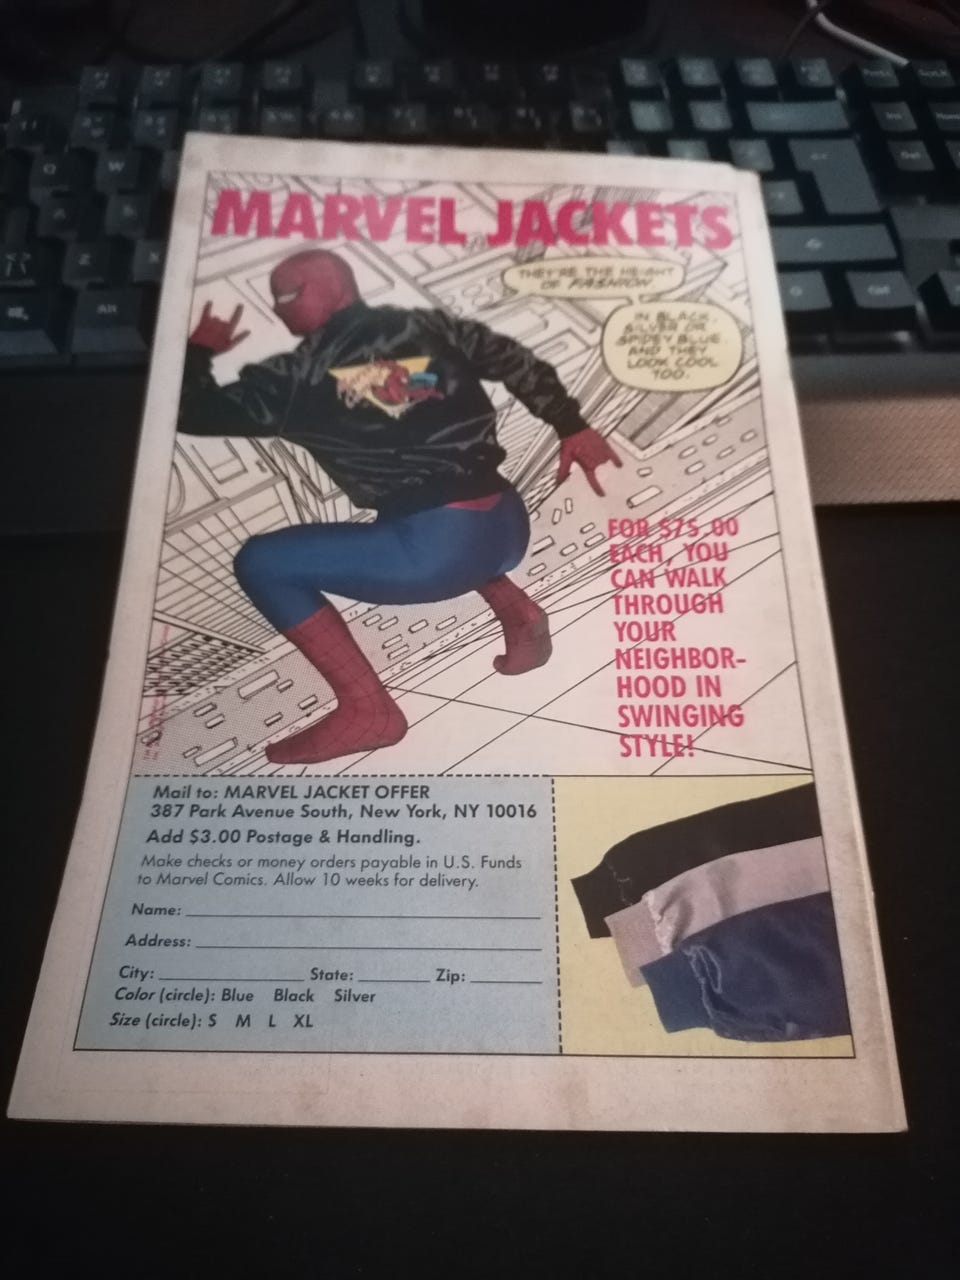 MARVEL JACKETS
THEY'RE THE HEIGHT
OF FASHION
IN BLACK,
SILVER OR
SPIDEY BLUE.
AND THEY
LOOK COOL
TOO.
FOR $75.00
EACH, YOU
CAN WALK
THROUGH
YOUR
NEIGHBOR-
HOOD IN
SWINGING
STYLE!
Mail to: MARVEL JACKET OFFER
387 Park Avenue South, New York, NY 10016
Add $3.00 Postage & Handling.
Make checks or money orders payable in U.S. Funds
to Marvel Comics. Allow 10 weeks for delivery.
Name:
Address:
City: State: Zip:
Color (circle): Blue Black Silver
Size (circle): S M L XL
Q W
A S
Z X
Alt
Ctrl